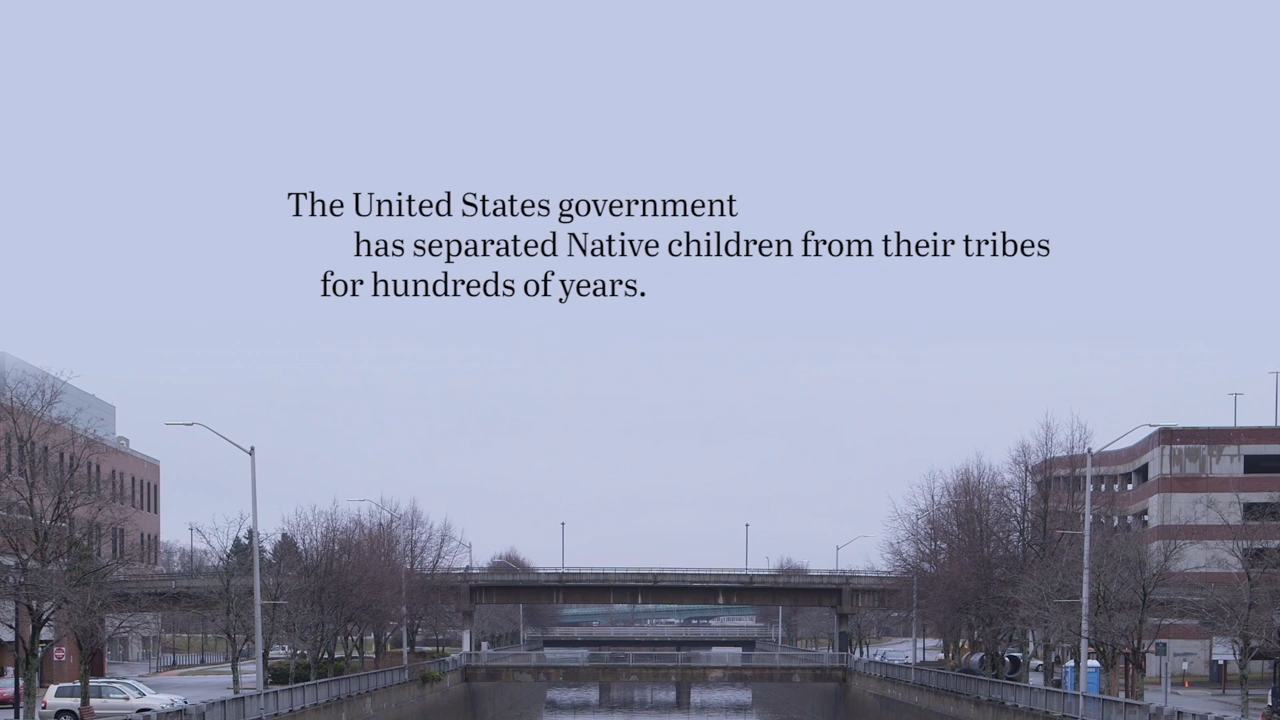 The United States government
has separated Native children from their tribes
for hundreds of years.